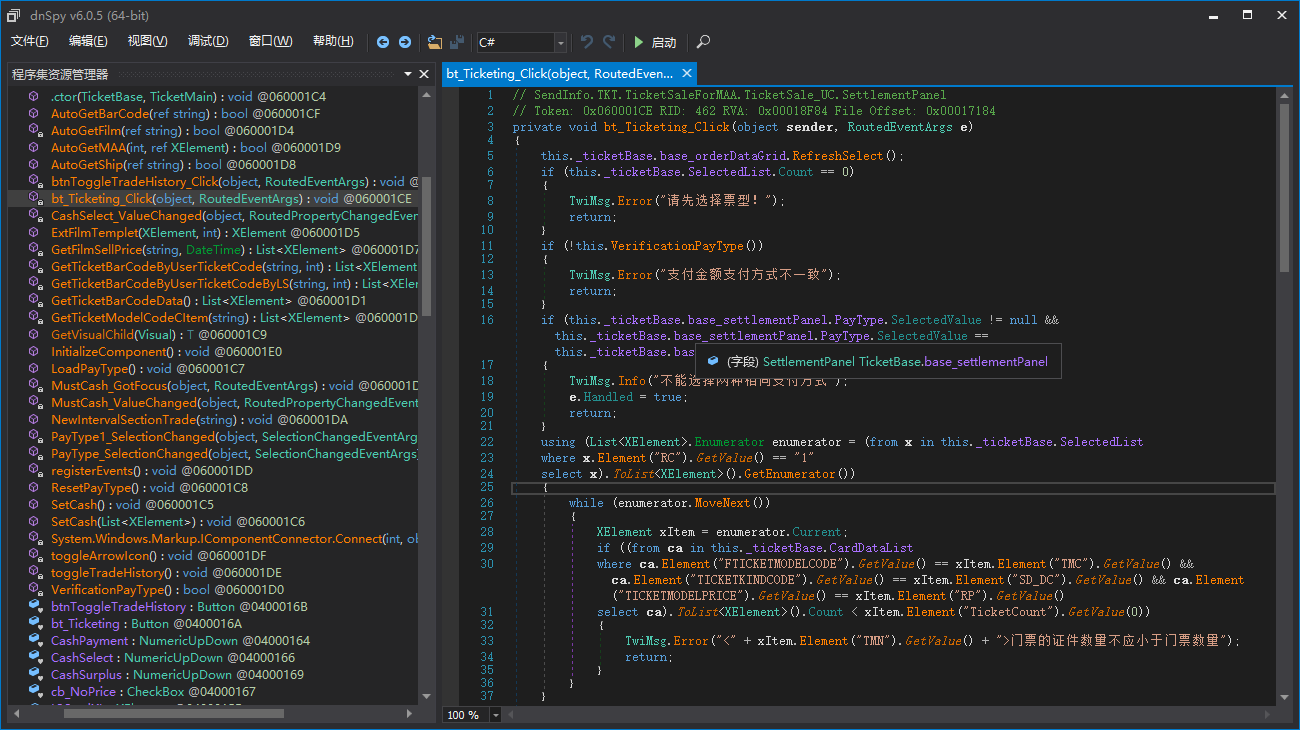 dnSpy v6.0.5 (64-bit)
文件(F) 编辑(E) 视图(V) 调试(D) 窗口(W) 帮助(H) C# 启动
程序集资源管理器
.ctor(TicketBase, TicketMain) : void @060001C4
AutoGetBarCode(ref string) : bool @060001CF
AutoGetFilm(ref string) : bool @060001D4
AutoGetMAA(int, ref XElement) : bool @060001D9
AutoGetShip(ref string) : bool @060001D8
btnToggleTradeHistory_Click(object, RoutedEventArgs) : void @
bt_Ticketing_Click(object, RoutedEventArgs) : void @060001CE
CashSelect_ValueChanged(object, RoutedPropertyChangedEven
ExtFilmTemplet(XElement, int) : XElement @060001D5
GetFilmSellPrice(string, DateTime) : List<XElement> @060001D7
GetTicketBarCodeByUserTicketCode(string, int) : List<XElement
GetTicketBarCodeByUserTicketCodeByLS(string, int) : List<XEler
GetTicketBarCodeData() : List<XElement> @060001D1
GetTicketModelCodeCItem(string) : List<XElement> @060001D
GetVisualChild(Visual) : T @060001C9
InitializeComponent() : void @060001E0
LoadPayType() : void @060001C7
MustCash_GotFocus(object, RoutedEventArgs) : void @060001D
MustCash_ValueChanged(object, RoutedPropertyChangedEvent
NewIntervalSectionTrade(string) : void @060001DA
PayType1_SelectionChanged(object, SelectionChangedEventArg
PayType_SelectionChanged(object, SelectionChangedEventArgs
registerEvents() : void @060001DD
ResetPayType() : void @060001C8
SetCash() : void @060001C5
SetCash(List<XElement>) : void @060001C6
System.Windows.Markup.IComponentConnector.Connect(int, ob
toggleArrowIcon() : void @060001DF
toggleTradeHistory() : void @060001DE
VerificationPayType() : bool @060001D0
btnToggleTradeHistory : Button @0400016B
bt_Ticketing : Button @0400016A
CashPayment : NumericUpDown @04000164
CashSelect : NumericUpDown @04000166
CashSurplus : NumericUpDown @04000169
cb_NoPrice : CheckBox @04000167
bt_Ticketing_Click(object, RoutedEven...
1 // SendInfo.TKT.TicketSaleForMAA.TicketSale_UC.SettlementPanel
2 // Token: 0x060001CE RID: 462 RVA: 0x00018F84 File Offset: 0x00017184
3 private void bt_Ticketing_Click(object sender, RoutedEventArgs e)
4 {
5 this._ticketBase.base_orderDataGrid.RefreshSelect();
6 if (this._ticketBase.SelectedList.Count == 0)
7 {
8 TwiMsg.Error("请先选择票型! ");
9 return;
10 }
11 if (!this.VerificationPayType())
12 {
13 TwiMsg.Error("支付金额支付方式不一致");
14 return;
15 }
16 if (this._ticketBase.base_settlementPanel.PayType.SelectedValue != null &&
this._ticketBase.base_settlementPanel.PayType.SelectedValue ==
this._ticketBase.bas
(字段) SettlementPanel TicketBase.base_settlementPanel
17 {
18 TwiMsg.Info("不能选择两种相同支付方式");
19 e.Handled = true;
20 return;
21 }
22 using (List<XElement>.Enumerator enumerator = (from x in this._ticketBase.SelectedList
23 where x.Element("RC").GetValue() == "1"
24 select x).ToList<XElement>().GetEnumerator())
25 {
26 while (enumerator.MoveNext())
27 {
28 XElement xItem = enumerator.Current;
29 if ((from ca in this._ticketBase.CardDataList
30 where ca.Element("FTICKETMODELCODE").GetValue() == xItem.Element("TMC").GetValue() &&
ca.Element("TICKETKINDCODE").GetValue() == xItem.Element("SD_DC").GetValue() && ca.Element
("TICKETMODELPRICE").GetValue() == xItem.Element("RP").GetValue()
31 select ca).ToList<XElement>().Count < xItem.Element("TicketCount").GetValue(0))
32 {
33 TwiMsg.Error("<" + xItem.Element("TMN").GetValue() + ">门票的证件数量不应小于门票数量");
34 return;
35 }
36 }
37 }
100 %